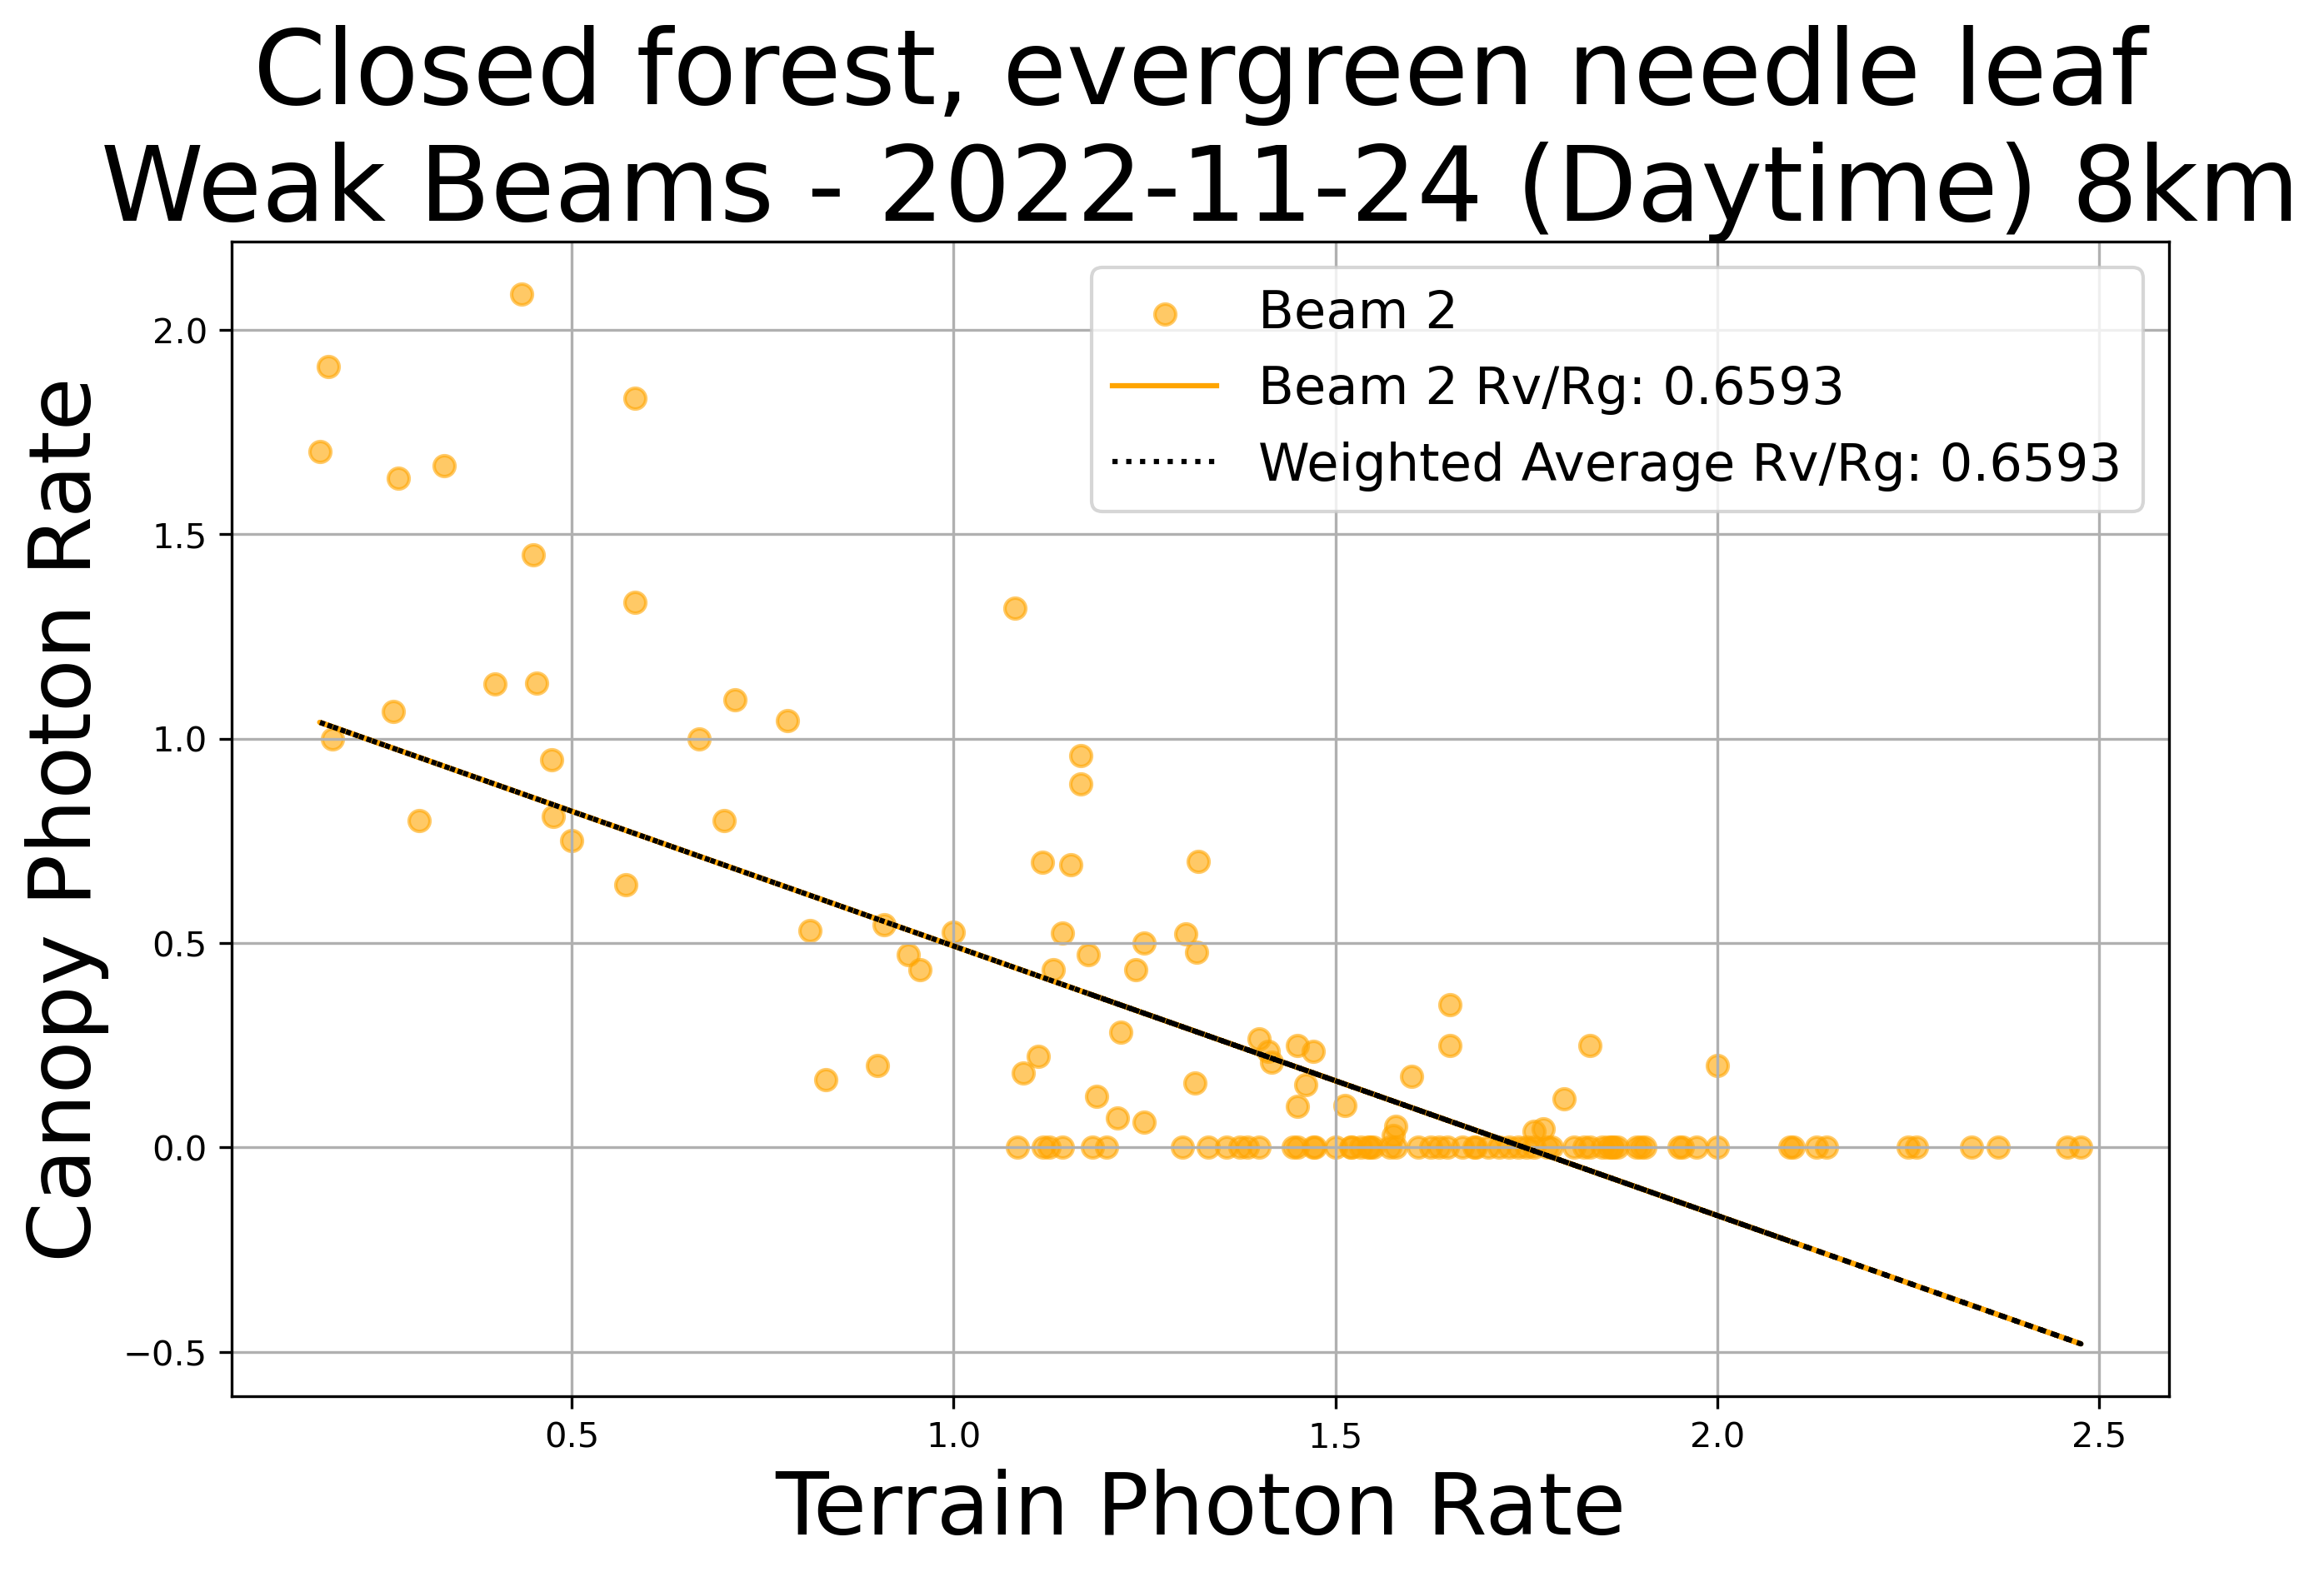 Closed forest, evergreen needle leaf
Weak Beams - 2022-11-24 (Daytime) 8km
Beam 2
Beam 2 Rv/Rg: 0.6593
Weighted Average Rv/Rg: 0.6593
Canopy Photon Rate
2.0
1.5
1.0
0.5
0.0
−0.5
0.5
1.0
1.5
2.0
2.5
Terrain Photon Rate